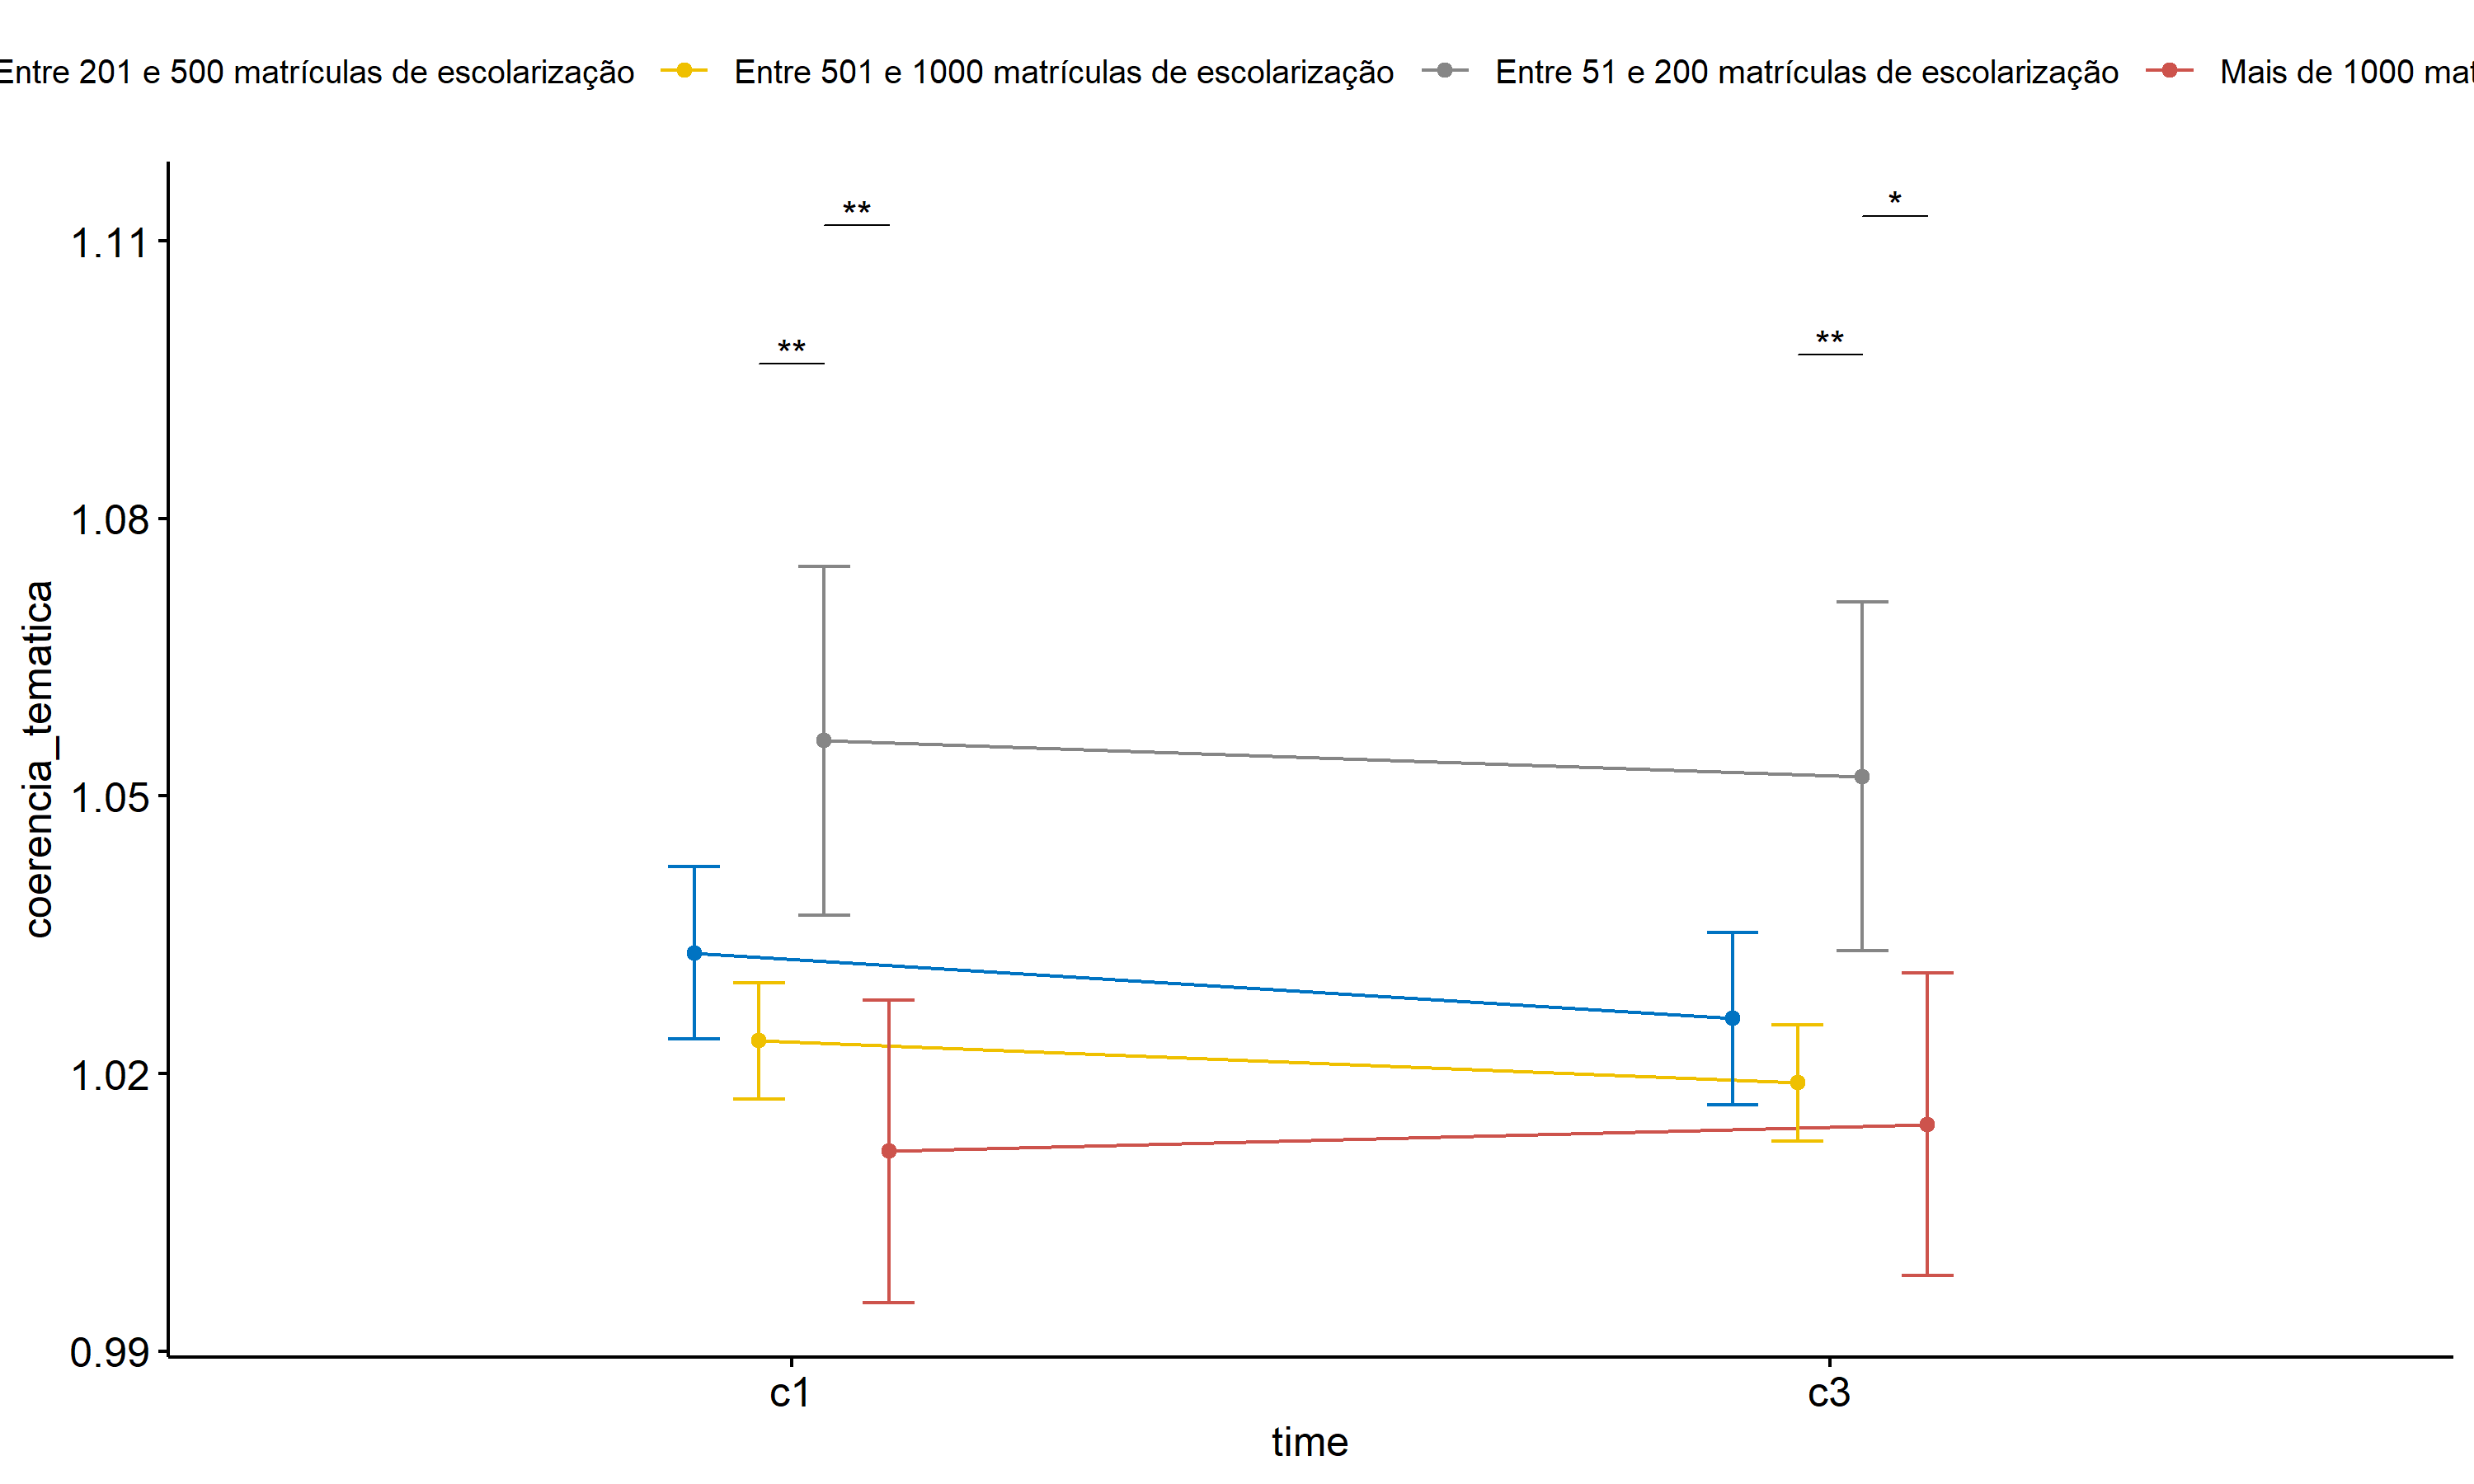 Entre 201 e 500 matrículas de escolarização Entre 501 e 1000 matrículas de escolarização Entre 51 e 200 matrículas de escolarização Mais de 1000
** *
1.11
** **
1.08
coerencia_tematica
1.05
1.02
0.99
c1 c3
time